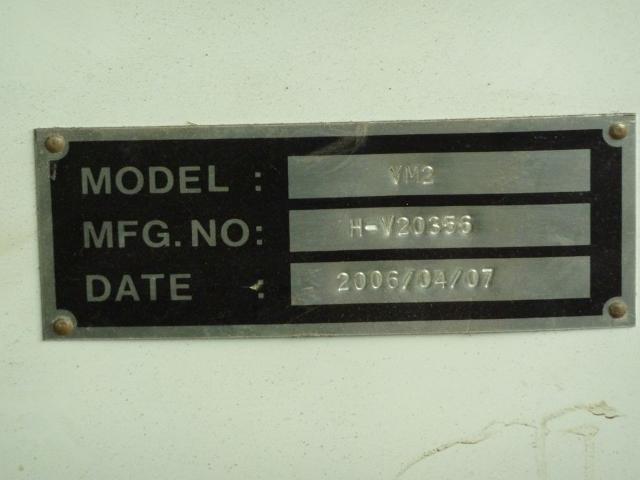 MODEL : VM2
MFG.NO: H-V20356
DATE : 2006/04/07